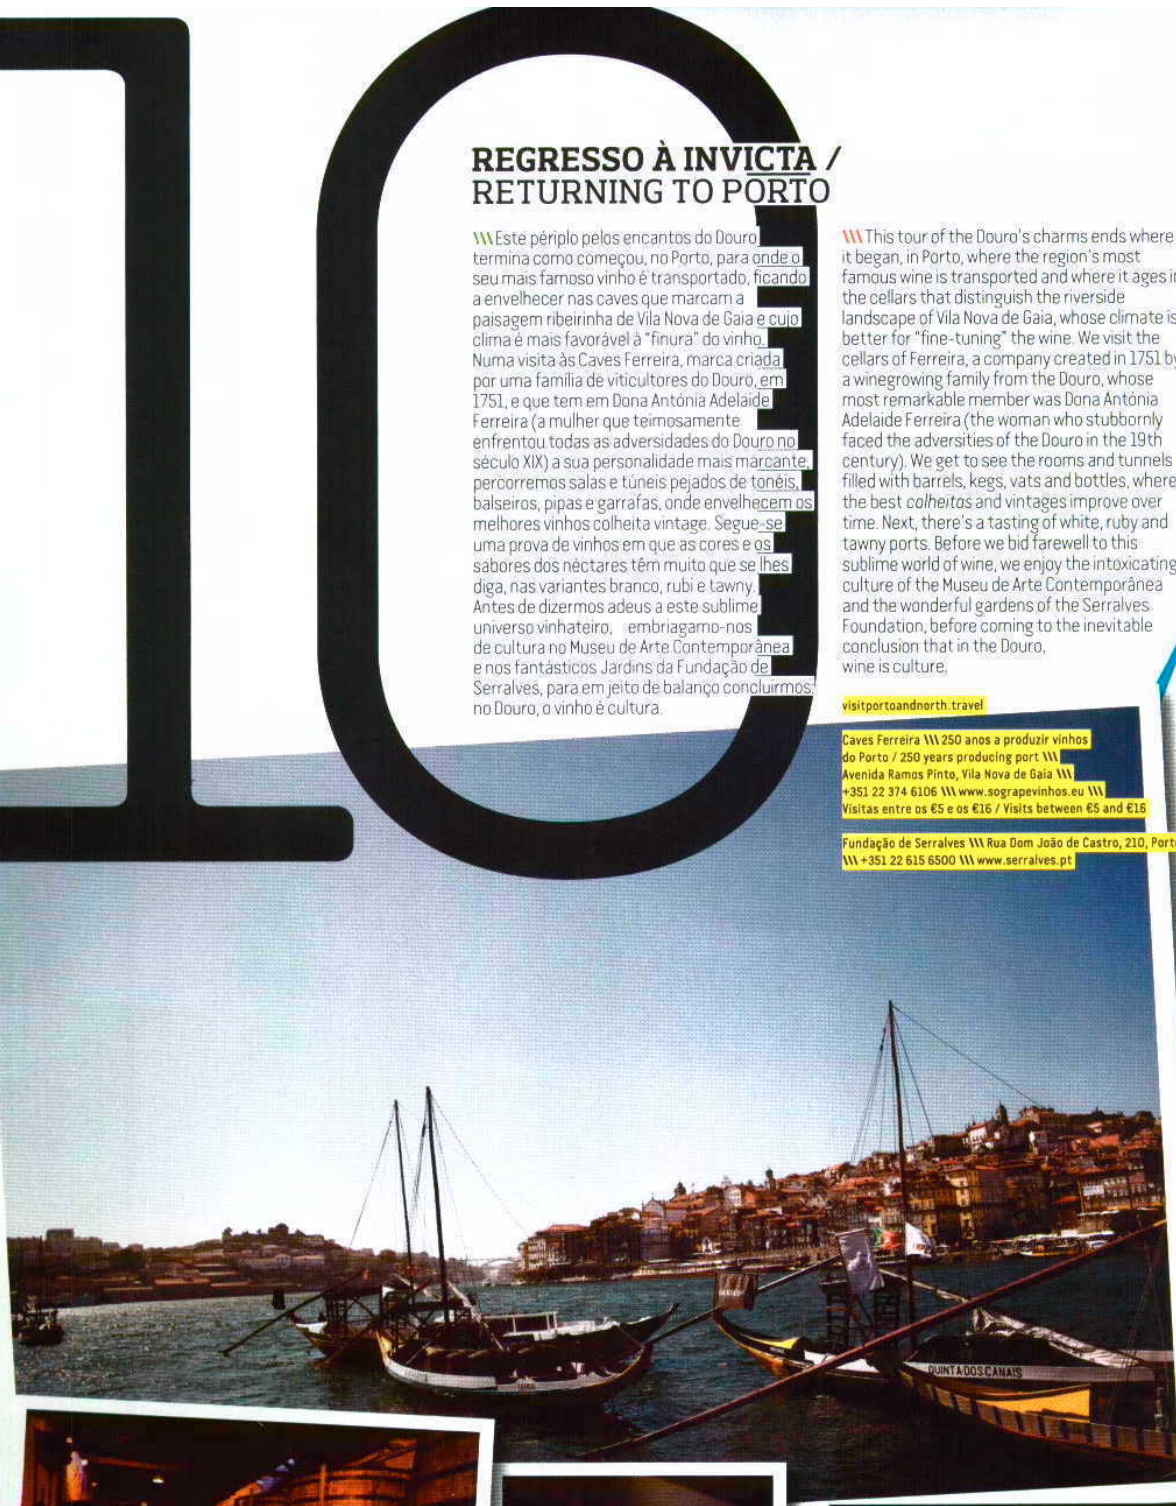 10
REGRESSO À INVICTA /
RETURNING TO PORTO
\\\ Este périplo pelos encantos do Douro
termina como começou, no Porto, para onde o
seu mais famoso vinho é transportado, ficando
a envelhecer nas caves que marcam a
paisagem ribeirinha de Vila Nova de Gaia e cujo
clima é mais favorável à "finura" do vinho.
Numa visita às Caves Ferreira, marca criada
por uma família de viticultores do Douro, em
1751, e que tem em Dona Antónia Adelaide
Ferreira (a mulher que teimosamente
enfrentou todas as adversidades do Douro no
século XIX) a sua personalidade mais marcante,
percorremos salas e túneis pejados de tonéis,
balseiros, pipas e garrafas, onde envelhecem os
melhores vinhos colheita vintage. Segue-se
uma prova de vinhos em que as cores e os
sabores dos néctares têm muito que se lhes
diga, nas variantes branco, rubi e tawny.
Antes de dizermos adeus a este sublime
universo vinhateiro, embriagamo-nos
de cultura no Museu de Arte Contemporânea
e nos fantásticos Jardins da Fundação de
Serralves, para em jeito de balanço concluirmos:
no Douro, o vinho é cultura.
\\\ This tour of the Douro's charms ends where
it began, in Porto, where the region's most
famous wine is transported and where it ages in
the cellars that distinguish the riverside
landscape of Vila Nova de Gaia, whose climate is
better for "fine-tuning" the wine. We visit the
cellars of Ferreira, a company created in 1751 by
a winegrowing family from the Douro, whose
most remarkable member was Dona Antónia
Adelaide Ferreira (the woman who stubbornly
faced the adversities of the Douro in the 19th
century). We get to see the rooms and tunnels
filled with barrels, kegs, vats and bottles, where
the best colheitas and vintages improve over
time. Next, there's a tasting of white, ruby and
tawny ports. Before we bid farewell to this
sublime world of wine, we enjoy the intoxicating
culture of the Museu de Arte Contemporânea
and the wonderful gardens of the Serralves
Foundation, before coming to the inevitable
conclusion that in the Douro,
wine is culture.
visitportoandnorth.travel
Caves Ferreira \\\ 250 anos a produzir vinhos
do Porto / 250 years producing port \\\
Avenida Ramos Pinto, Vila Nova de Gaia \\\
+351 22 374 6106 \\\ www.sograpevinhos.eu \\\
Visitas entre os €5 e os €16 / Visits between €5 and €16
Fundação de Serralves \\\ Rua Dom João de Castro, 210, Porto
\\\ +351 22 615 6500 \\\ www.serralves.pt
QUINTA DOS CANAIS